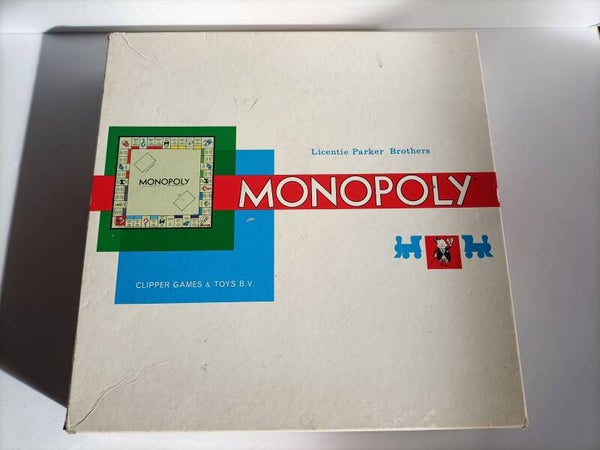 Licentie Parker Brothers
MONOPOLY
MONOPOLY
CLIPPER GAMES & TOYS B.V.